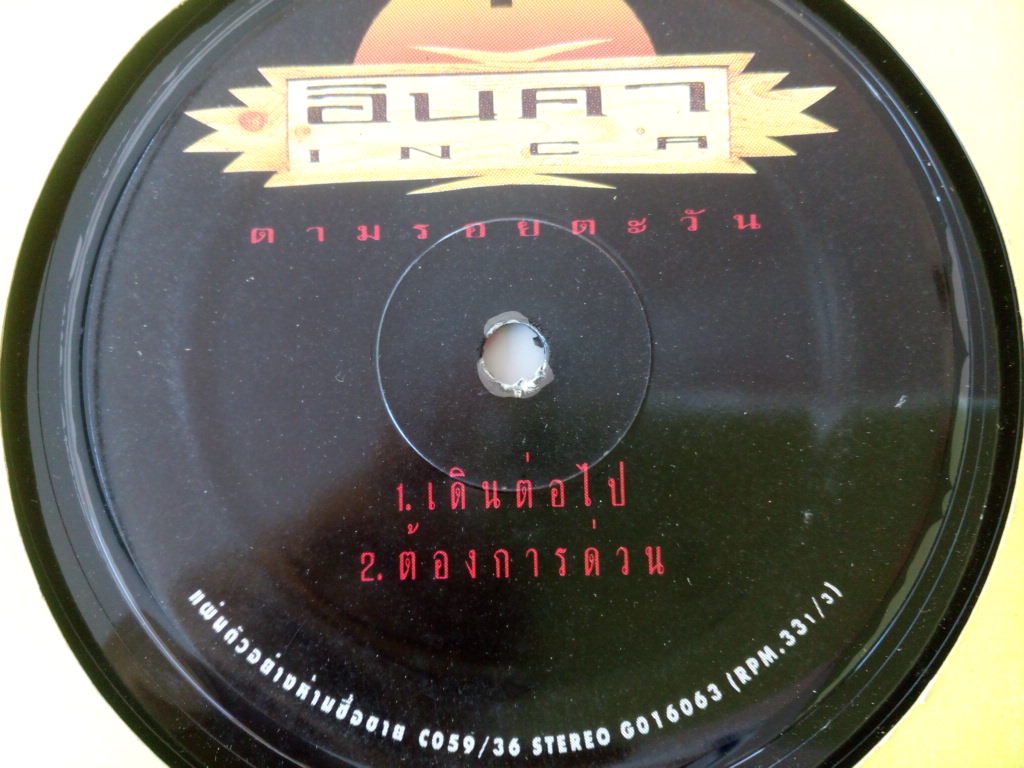 อินคา
INCA
ตามรอยตะวัน
1. เดินต่อไป
2. ต้องการด่วน
แผ่นตัวอย่างห้ามซื้อขาย C059/36 STEREO G016063 (RPM.331/3)